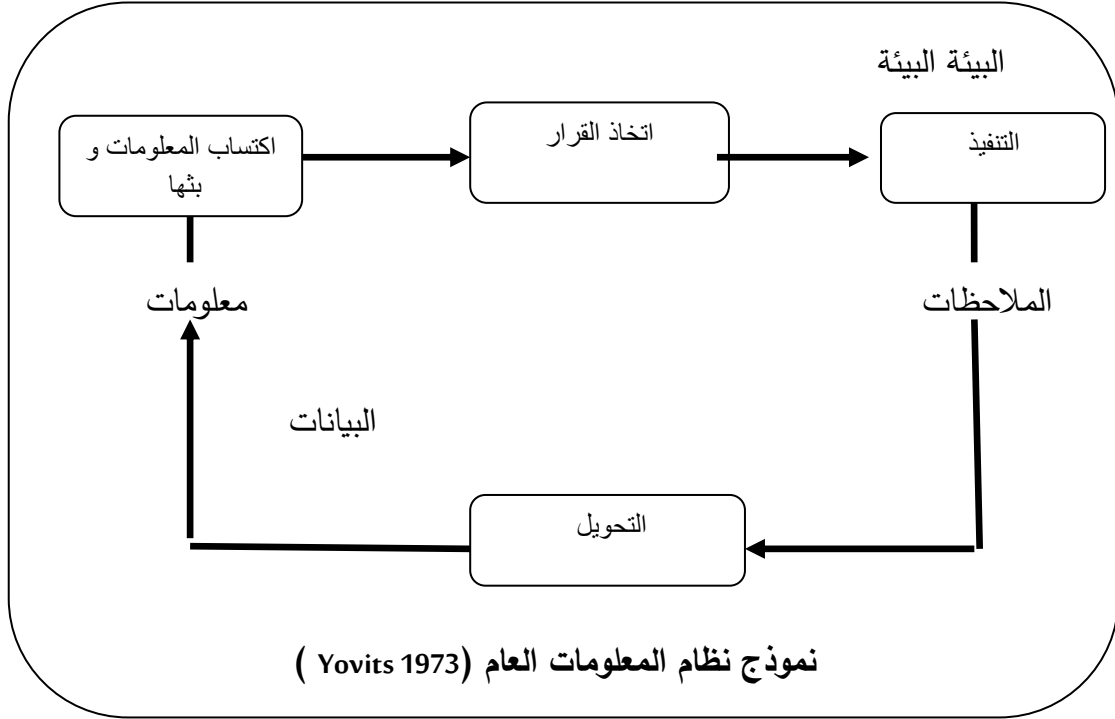 البيئة البيئة
اكتساب المعلومات و
بثها
اتخاذ القرار
التنفيذ
معلومات
الملاحظات
البيانات
التحويل
نموذج نظام المعلومات العام (Yovits 1973 )